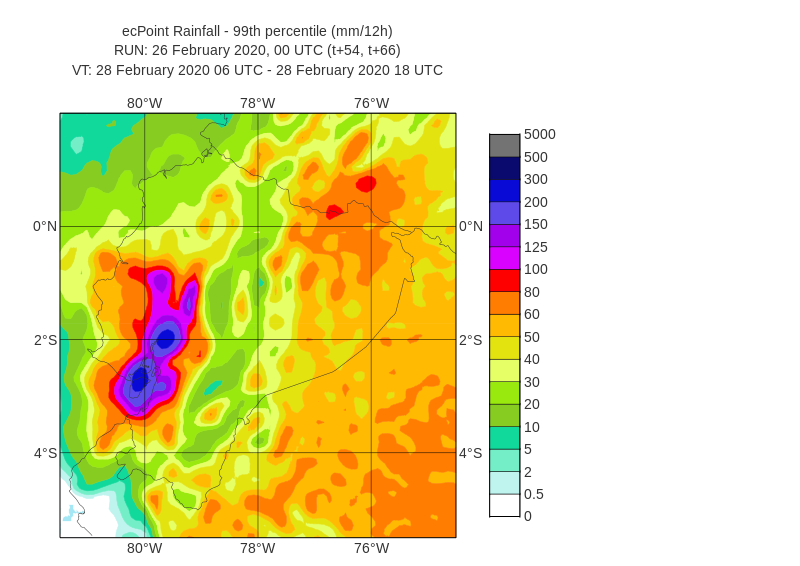 ecPoint Rainfall - 99th percentile (mm/12h)
RUN: 26 February 2020, 00 UTC (t+54, t+66)
VT: 28 February 2020 06 UTC - 28 February 2020 18 UTC
80°W 78°W 76°W
0°N 0°N
2°S 2°S
4°S 4°S
80°W 78°W 76°W
5000
500
300
200
150
125
100
80
60
50
40
30
20
10
5
2
0.5
0